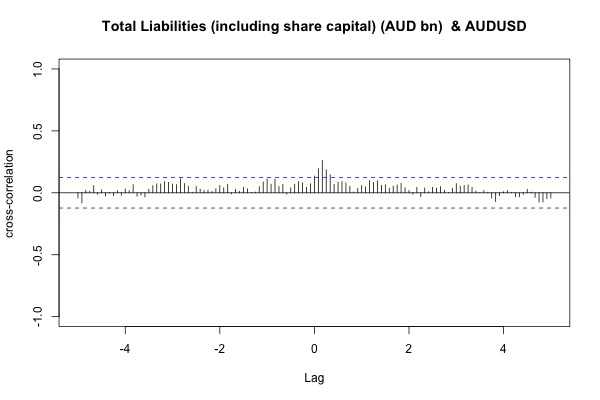 Total Liabilities (including share capital) (AUD bn) & AUDUSD
cross-correlation
1.0
0.5
0.0
-0.5
-1.0
-4 -2 0 2 4
Lag